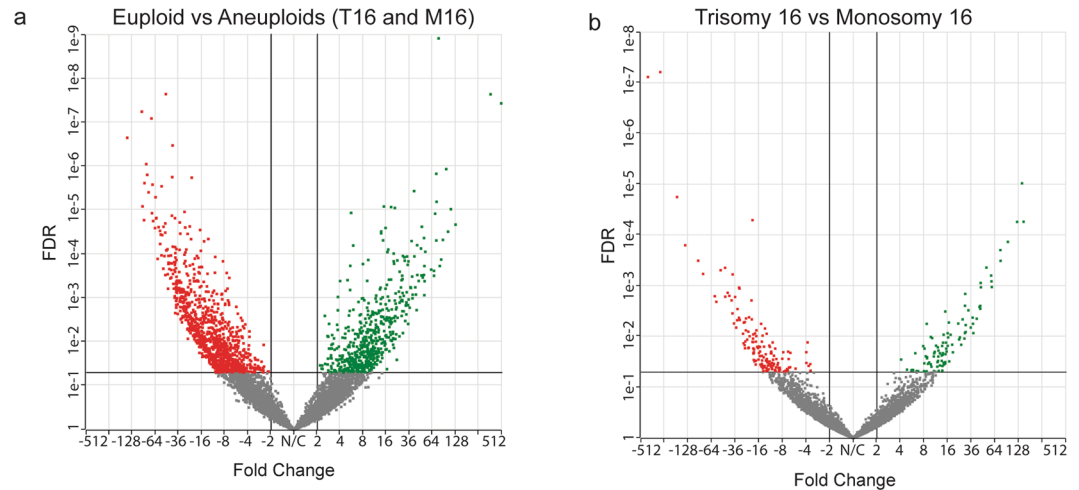 a
Euploid vs Aneuploids (T16 and M16)
1e-9
1e-8
1e-7
1e-6
1e-5
1e-4
1e-3
1e-2
1e-1
1
FDR
-512 -128 -64 -36 -16 -8 -4 -2 N/C 2 4 8 16 36 64 128 512
Fold Change
b
Trisomy 16 vs Monosomy 16
1e-8
1e-7
1e-6
1e-5
1e-4
1e-3
1e-2
1e-1
1
FDR
-512 -128 -64 -36 -16 -8 -4 -2 N/C 2 4 8 16 36 64 128 512
Fold Change